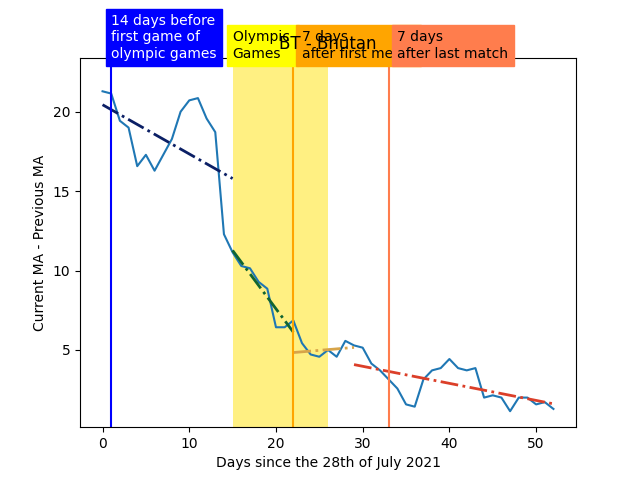 14 days before
first game of
olympic games
Olympic
Games
7 days
after first me
7 days
after last match
BT - Bhutan
Current MA - Previous MA
20
15
10
5
0
10
20
30
40
50
Days since the 28th of July 2021